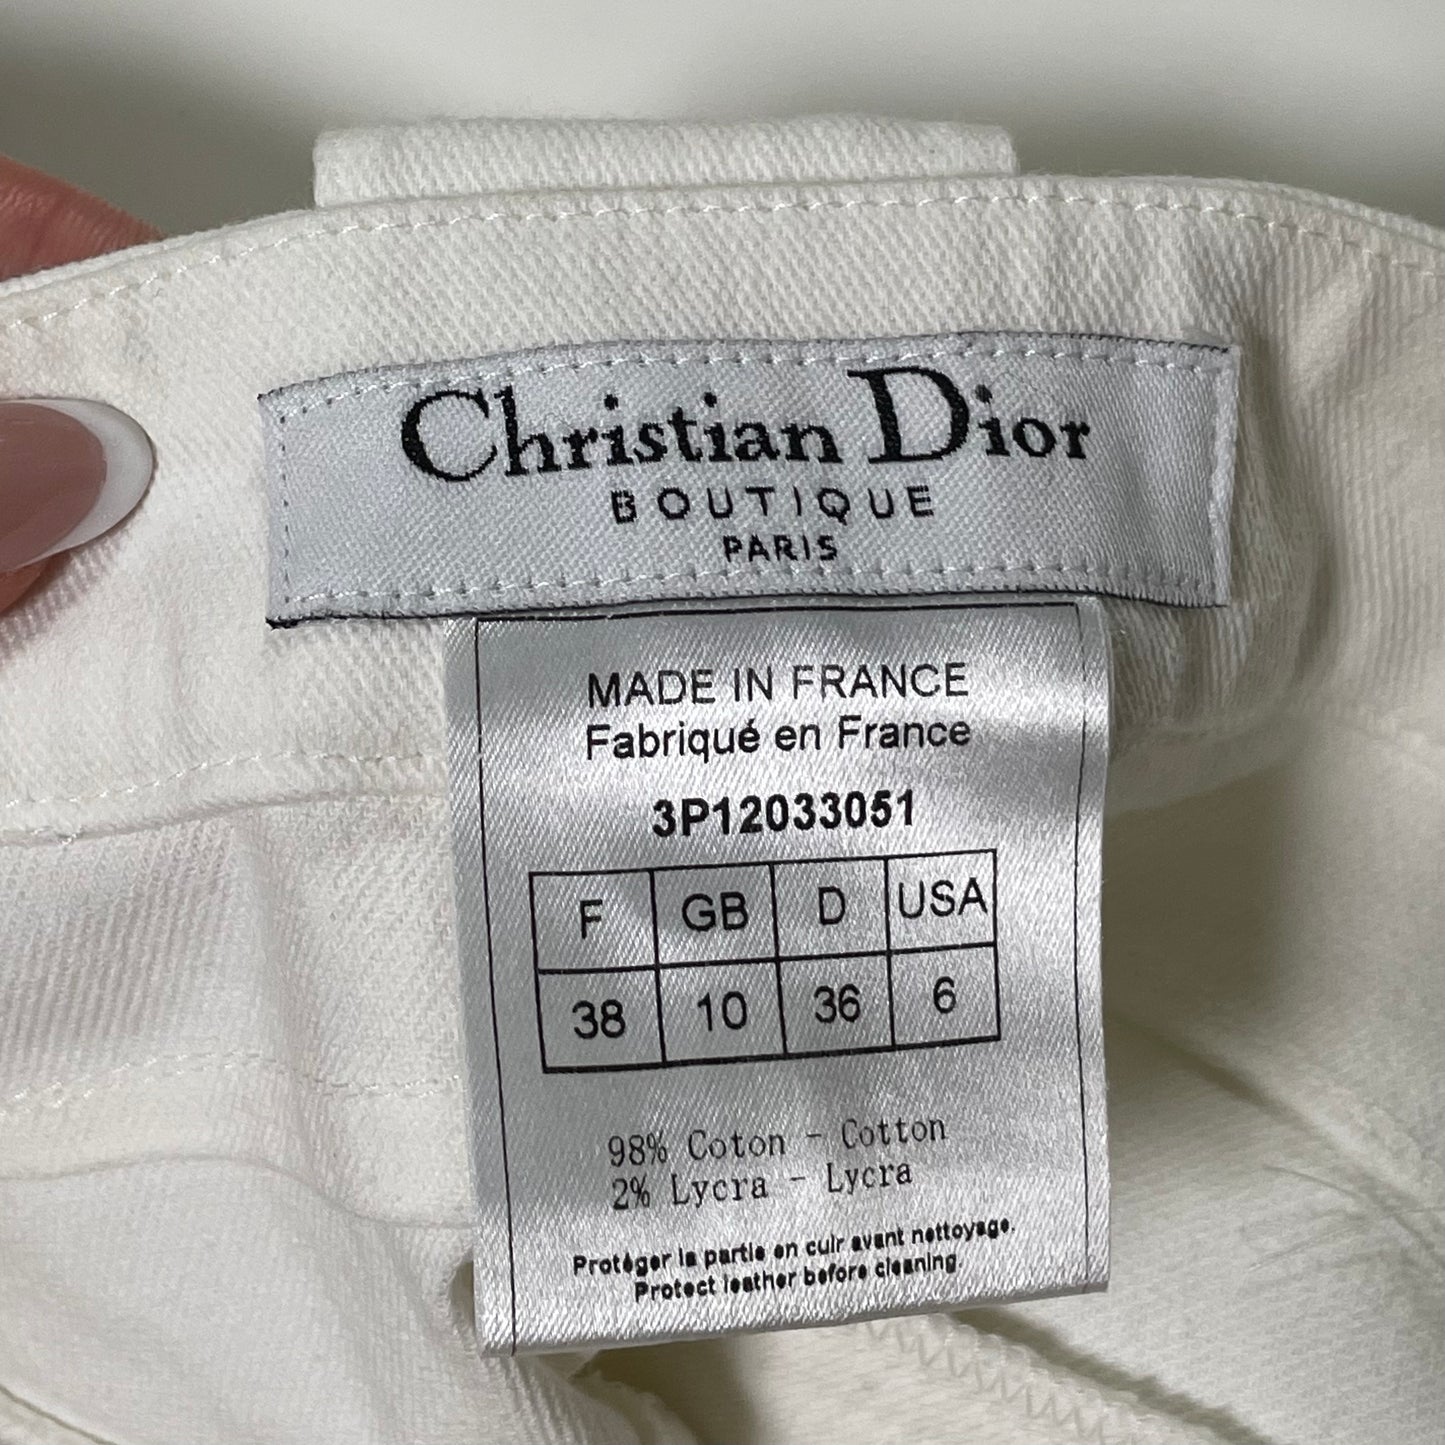 Christian Dior
BOUTIQUE
PARIS
MADE IN FRANCE
Fabriqué en France
3P12033051
F GB D USA
38 10 36 6
98% Coton - Cotton
2% Lycra - Lycra
Protéger la partie en cuir avant nettoyage.
Protect leather before cleaning.